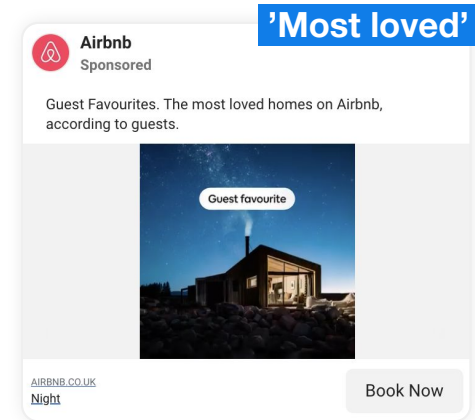 ’Most loved’
Airbnb
Sponsored
Guest Favourites. The most loved homes on Airbnb,
according to guests.
Guest favourite
AIRBNB.CO.UK
Night
Book Now